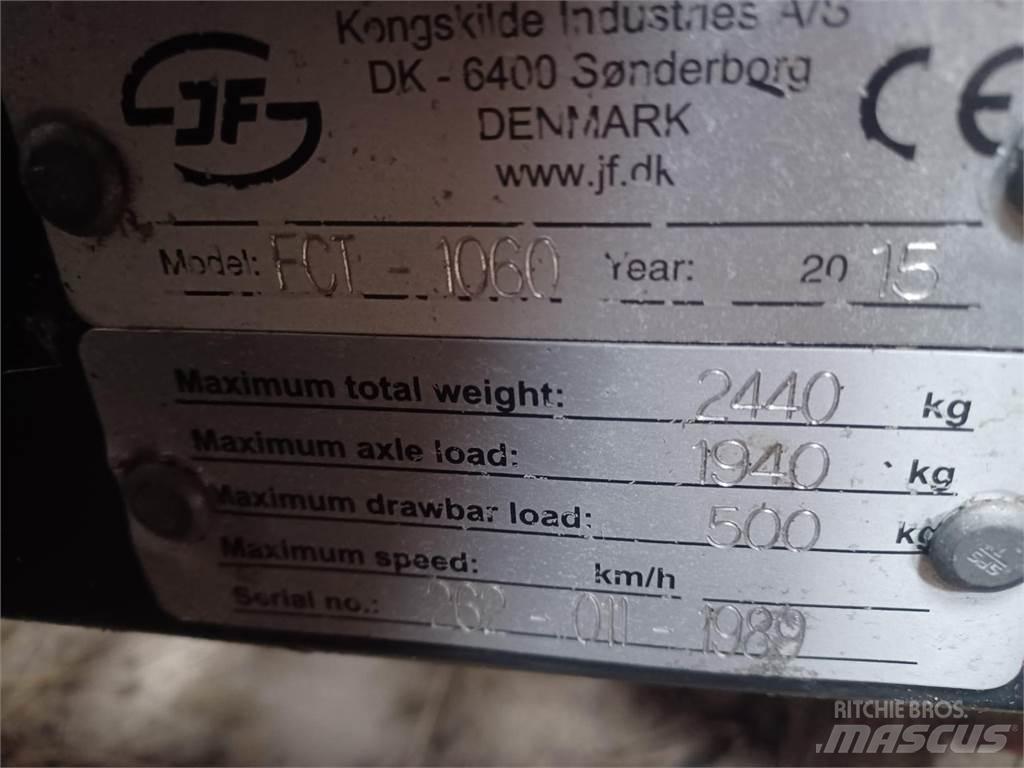 Kongskilde Industries A/S
JF
DK - 6400 Sønderborg
DENMARK
www.jf.dk
CE
Model: FCT - 1060 Year: 20 15
Maximum total weight: 2440 kg
Maximum axle load: 1940 kg
Maximum drawbar load: 500 kg
Maximum speed: km/h
Serial no.: 262 - 011 - 1989
RITCHIE BROS.
MASCUS